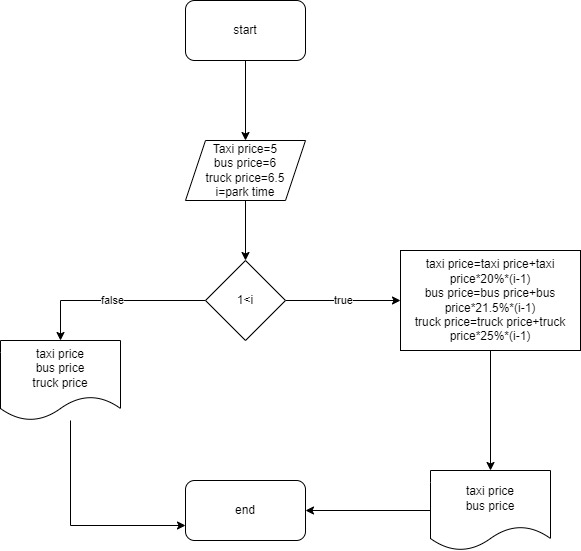 start
Taxi price=5
bus price=6
truck price=6.5
i=park time
1<i
false
true
taxi price=taxi price+taxi
price*20%*(i-1)
bus price=bus price+bus
price*21.5%*(i-1)
truck price=truck price+truck
price*25%*(i-1)
taxi price
bus price
truck price
taxi price
bus price
end